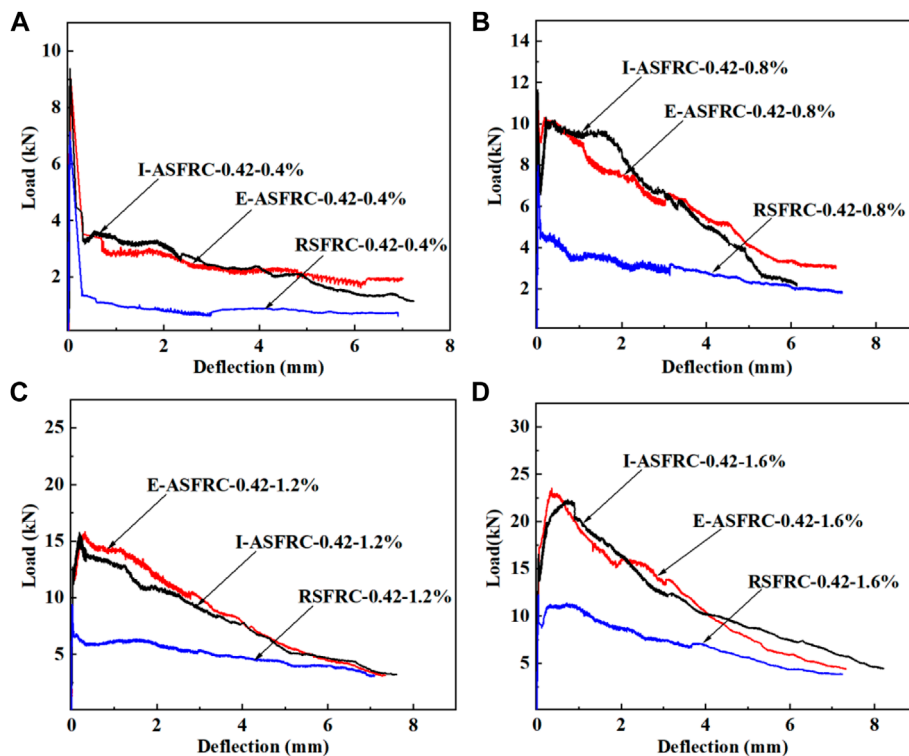 A
10
8
6
4
2
Load (kN)
I-ASFRC-0.42-0.4%
E-ASFRC-0.42-0.4%
RSFRC-0.42-0.4%
0 2 4 6 8
Deflection (mm)
B
14
12
10
8
6
4
2
Load(kN)
I-ASFRC-0.42-0.8%
E-ASFRC-0.42-0.8%
RSFRC-0.42-0.8%
0 2 4 6 8
Deflection (mm)
C
25
20
15
10
5
Load (kN)
E-ASFRC-0.42-1.2%
I-ASFRC-0.42-1.2%
RSFRC-0.42-1.2%
0 2 4 6 8
Deflection (mm)
D
30
25
20
15
10
5
Load(kN)
I-ASFRC-0.42-1.6%
E-ASFRC-0.42-1.6%
RSFRC-0.42-1.6%
0 2 4 6 8
Deflection (mm)